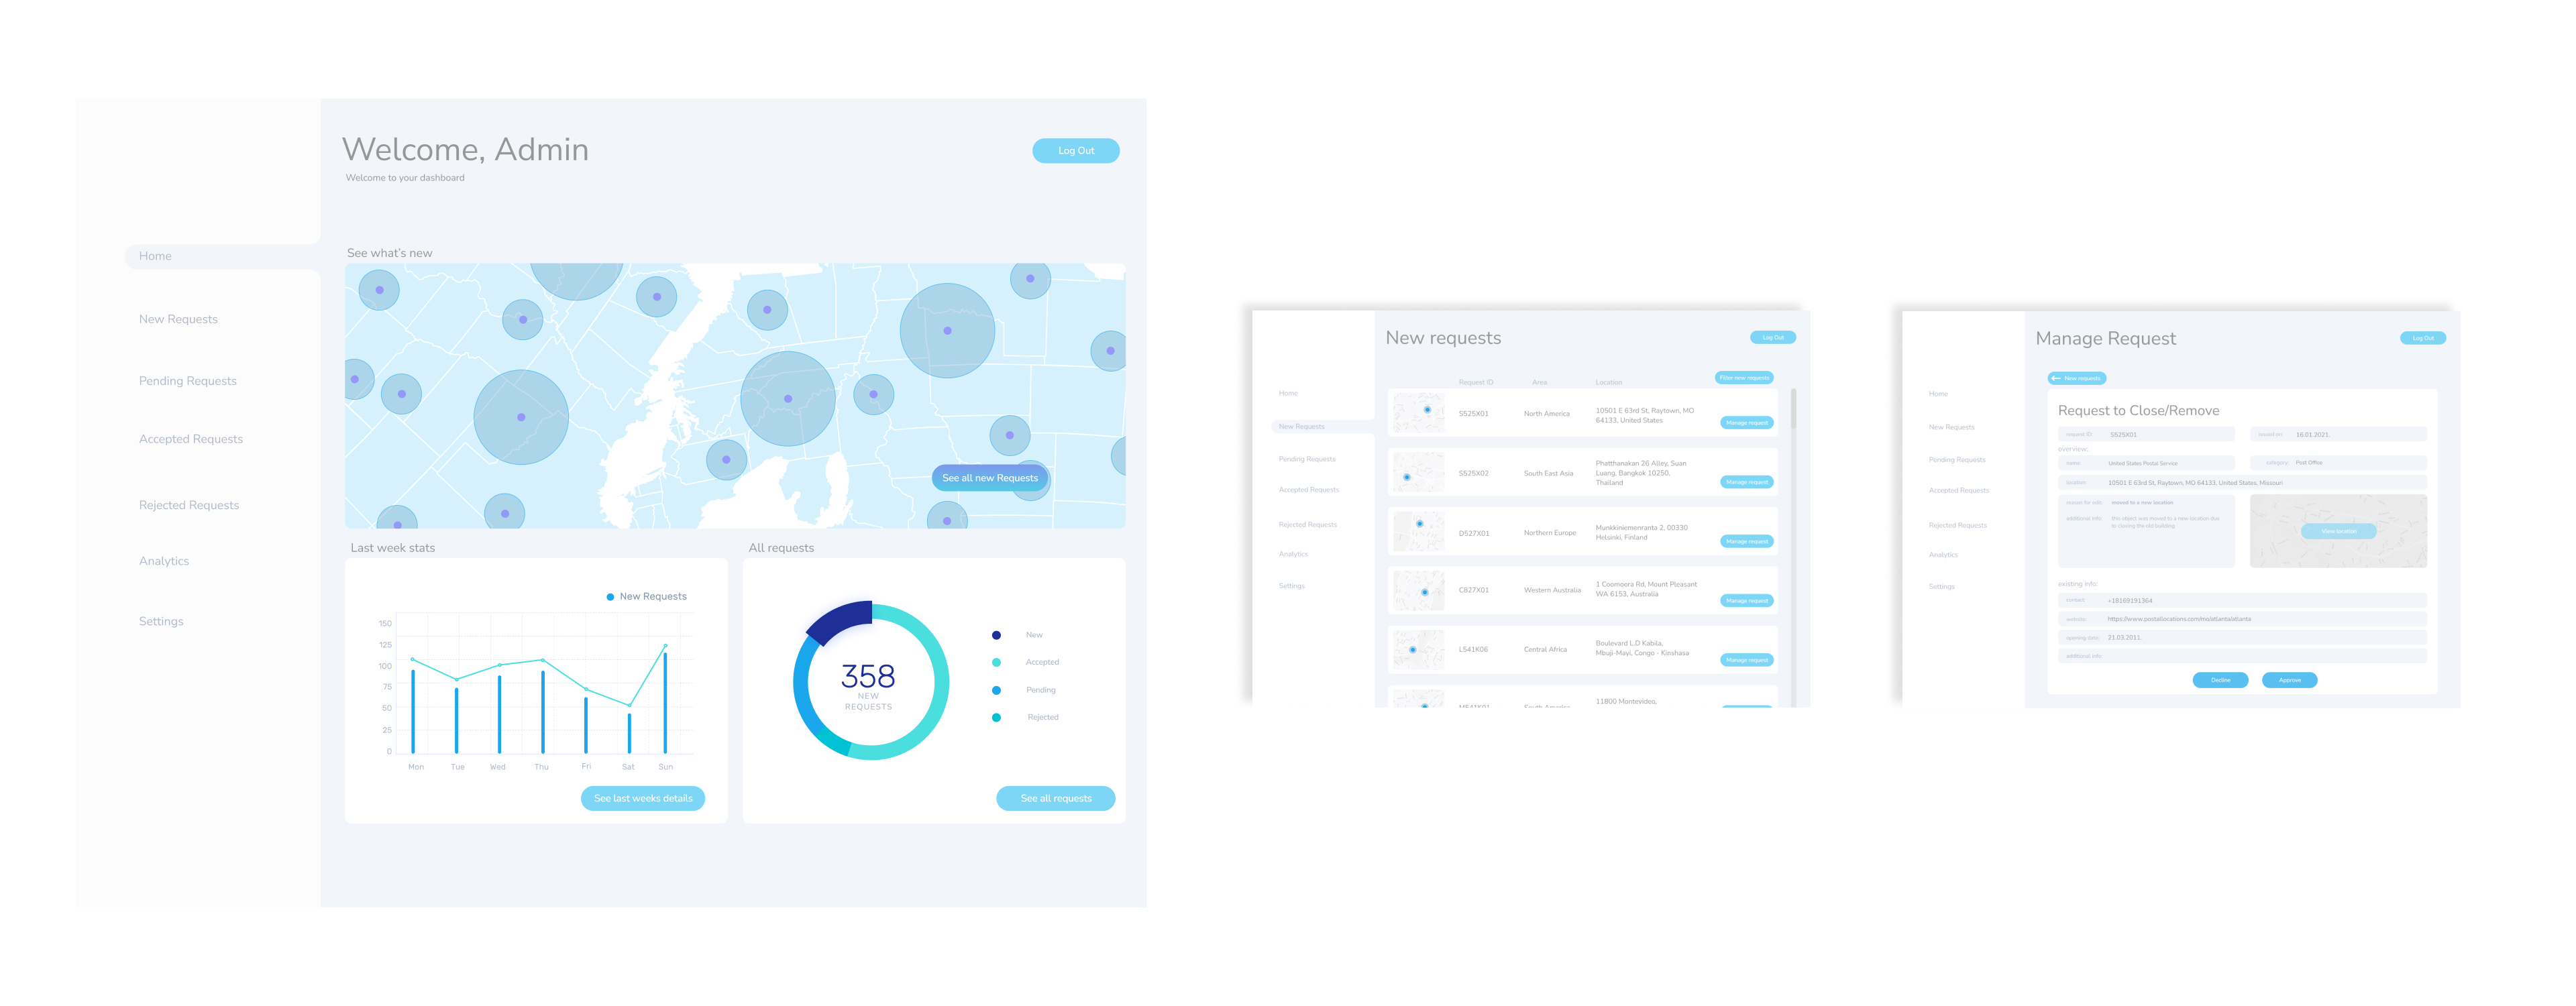 Welcome, Admin
Log Out
Welcome to your dashboard
Home
New Requests
Pending Requests
Accepted Requests
Rejected Requests
Analytics
Settings
See what's new
See all new Requests
Last week stats
New Requests
150
125
100
75
50
25
0
Mon Tue Wed Thu Fri Sat Sun
See last weeks details
All requests
358
NEW
REQUESTS
New
Accepted
Pending
Rejected
See all requests
New requests
Log Out
Home
New Requests
Pending Requests
Accepted Requests
Rejected Requests
Analytics
Settings
Request ID Area Location
Filter new requests
S525X01 North America
10501 E 63rd St, Raytown, MO
64133, United States
Manage request
S525X02 South East Asia
Phatthanakan 26 Alley, Suan
Luang, Bangkok 10250,
Thailand
Manage request
D527X01 Northern Europe
Munkkiniemenranta 2, 00330
Helsinki, Finland
Manage request
C827X01 Western Australia
1 Coomoora Rd, Mount Pleasant
WA 6153, Australia
Manage request
L541K06 Central Africa
Boulevard L.D Kabila,
Mbuji-Mayi, Congo - Kinshasa
Manage request
11800 Montevideo,
Manage Request
Log Out
Home
New Requests
Pending Requests
Accepted Requests
Rejected Requests
Analytics
Settings
New requests
Request to Close/Remove
request ID: S525X01
issued on: 16.01.2021.
overview:
name: United States Postal Service
category: Post Office
location: 10501 E 63rd St, Raytown, MO 64133, United States, Missouri
reason for edit: moved to a new location
additional info: this object was moved to a new location due
to closing the old building
View location
existing info:
contact: +18169191364
website: https://www.postallocations.com/mo/atlanta/atlanta
opening date: 21.03.2011.
additional info:
Decline
Approve